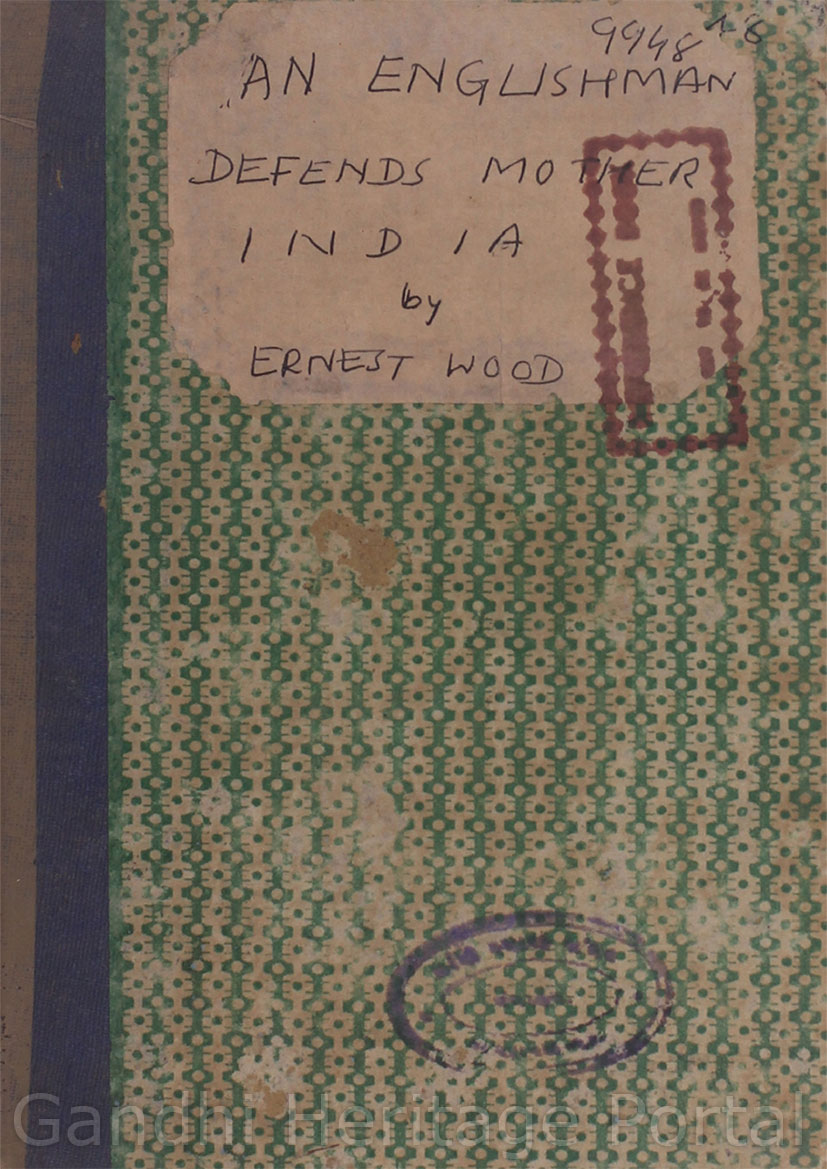 9948
AN ENGLISHMAN
DEFENDS MOTHER
INDIA
by
ERNEST WOOD
Gandhi Heritage Portal